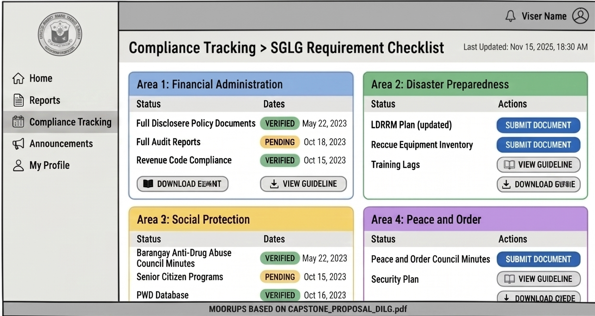 Viser Name
Compliance Tracking > SGLG Requirement Checklist
Last Updated: Nov 15, 2025, 18:30 AM
Home
Reports
Compliance Tracking
Announcements
My Profile
Area 1: Financial Administration
Status Dates
Full Disclosere Policy Documents VERIFIED May 22, 2023
Full Audit Reports PENDING Oct 18, 2023
Revenue Code Compliance VERIFIED Oct 15, 2023
DOWNLOAD VIEW GUIDELINE
Area 2: Disaster Preparedness
Status Actions
LDRRM Plan (updated) SUBMIT DOCUMENT
Rescue Equipment Inventory SUBMIT DOCUMENT
Training Lags VIEW GUIDELINE
DOWNLOAD
Area 3: Social Protection
Status Dates
Barangay Anti-Drug Abuse
Council Minutes VERIFIED May 22, 2023
Senior Citizen Programs PENDING Oct 15, 2023
PWD Database VERIFIED Oct 16, 2023
Area 4: Peace and Order
Status Actions
Peace and Order Council Minutes SUBMIT DOCUMENT
Security Plan VIEW GUIDELINE
DOWNLOAD
MOORUPS BASED ON CAPSTONE_PROPOSAL_DILG.pdf